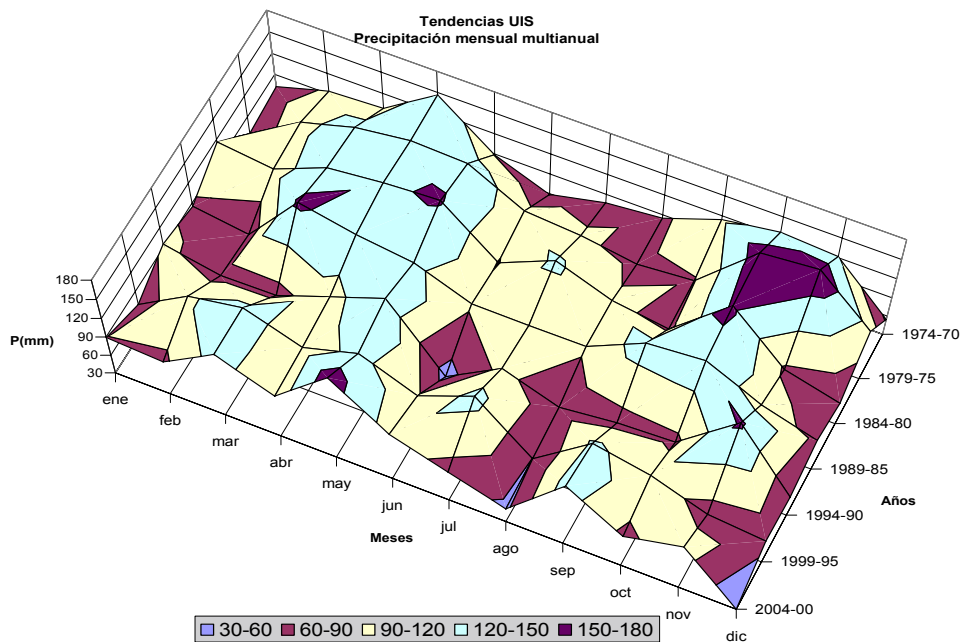 Tendencias UIS
Precipitación mensual multianual
180
150
120
90
60
30
P(mm)
ene
feb
mar
abr
may
jun
jul
ago
sep
oct
nov
dic
Meses
1974-70
1979-75
1984-80
1989-85
1994-90
1999-95
2004-00
Años
30-60 60-90 90-120 120-150 150-180